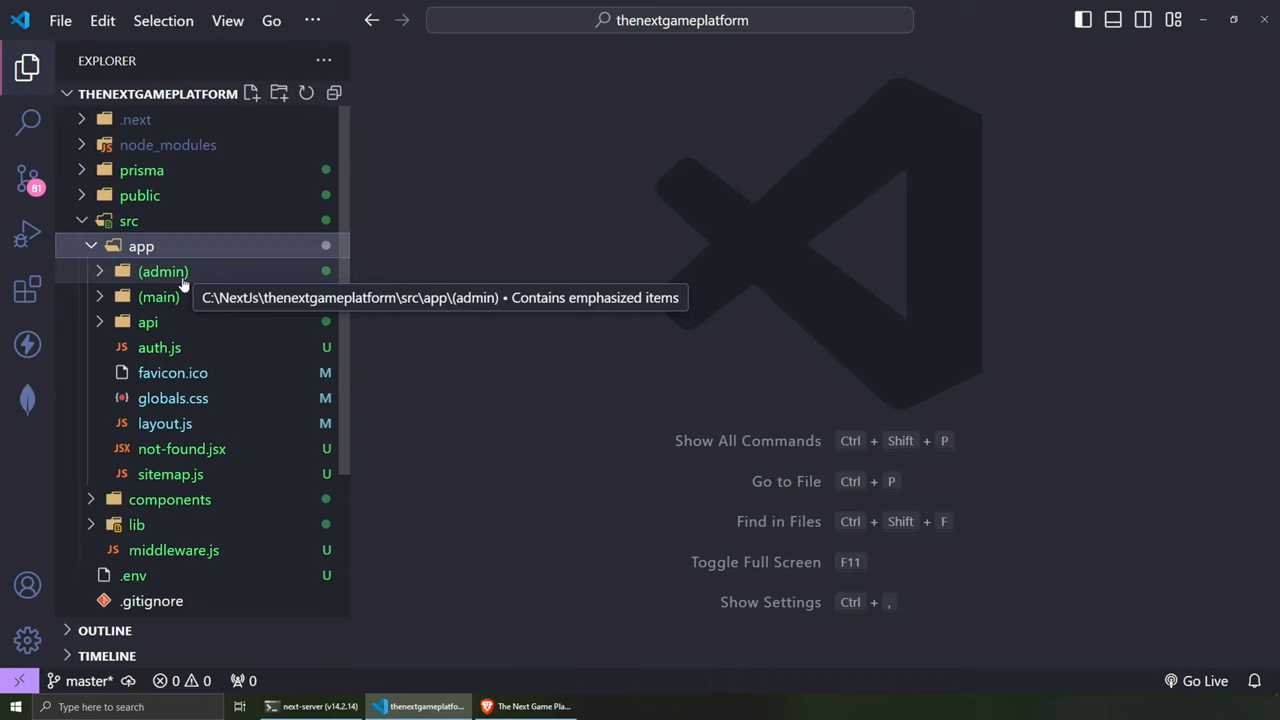 File Edit Selection View Go ···
thenextgameplatform
EXPLORER
THENEXTGAMEPLATFORM
.next
node_modules
prisma
public
src
app
(admin)
C:\NextJs\thenextgameplatform\src\app\(admin) • Contains emphasized items
(main)
api
auth.js U
favicon.ico M
globals.css M
layout.js M
not-found.jsx U
sitemap.js U
components
lib
middleware.js U
.env U
.gitignore
OUTLINE
TIMELINE
81
Show All Commands Ctrl + Shift + P
Go to File Ctrl + P
Find in Files Ctrl + Shift + F
Toggle Full Screen F11
Show Settings Ctrl + ,
master* 0 0 0 Go Live
Type here to search next-server (v14.2.14) thenextgameplatfo... The Next Game Pla...